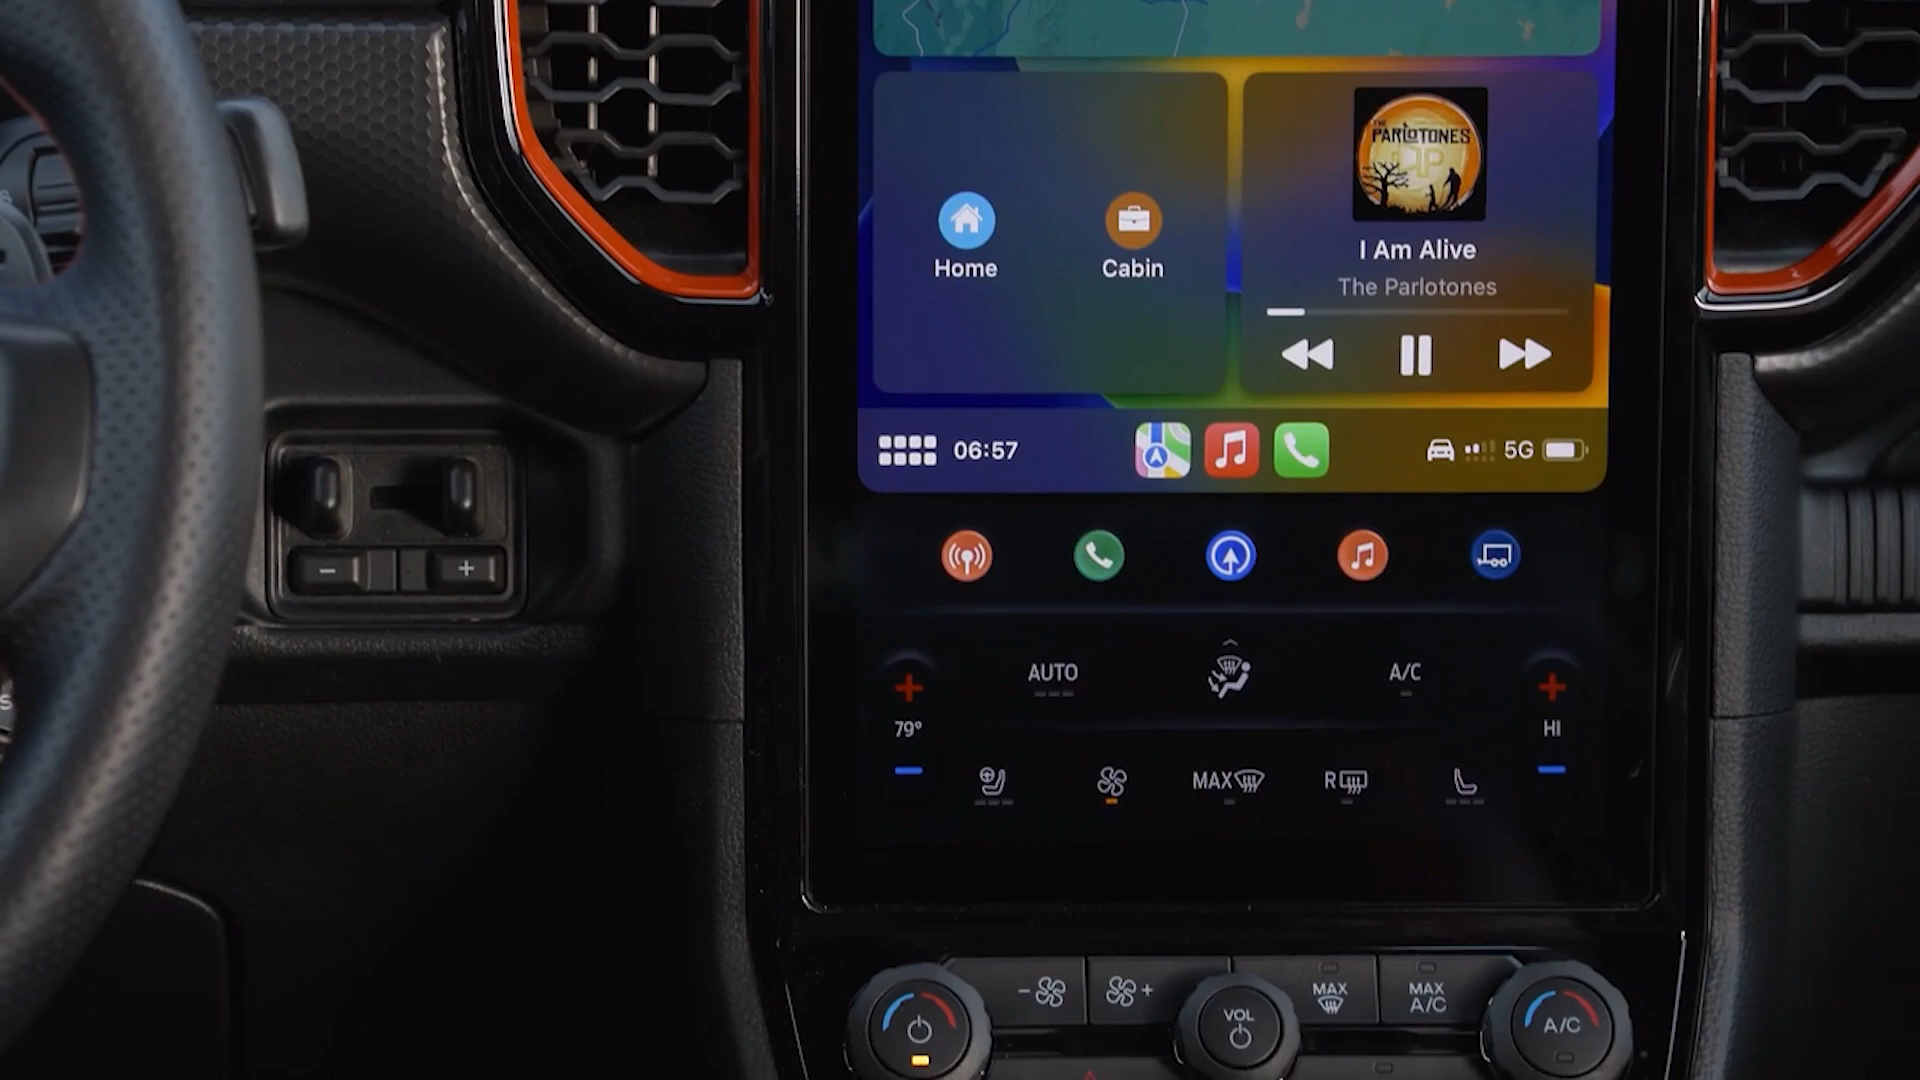 THE
PARLOTONES
I Am Alive
The Parlotones
Home
Cabin
06:57
5G
AUTO
A/C
79°
HI
MAX
R
− +
− +
MAX
MAX
A/C
VOL
A/C